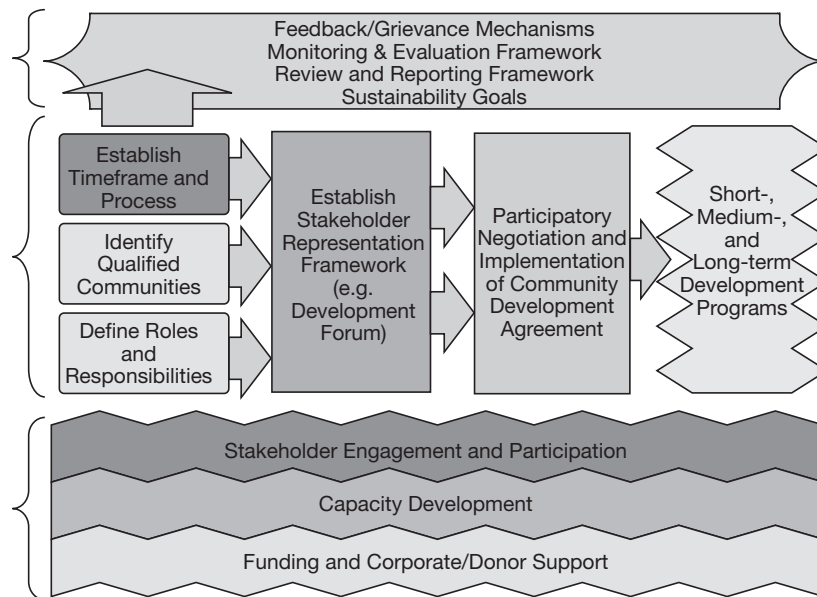 Feedback/Grievance Mechanisms
Monitoring & Evaluation Framework
Review and Reporting Framework
Sustainability Goals
Establish
Timeframe and
Process
Identify
Qualified
Communities
Define Roles
and
Responsibilities
Establish
Stakeholder
Representation
Framework
(e.g.
Development
Forum)
Participatory
Negotiation and
Implementation
of Community
Development
Agreement
Short-,
Medium-,
and
Long-term
Development
Programs
Stakeholder Engagement and Participation
Capacity Development
Funding and Corporate/Donor Support